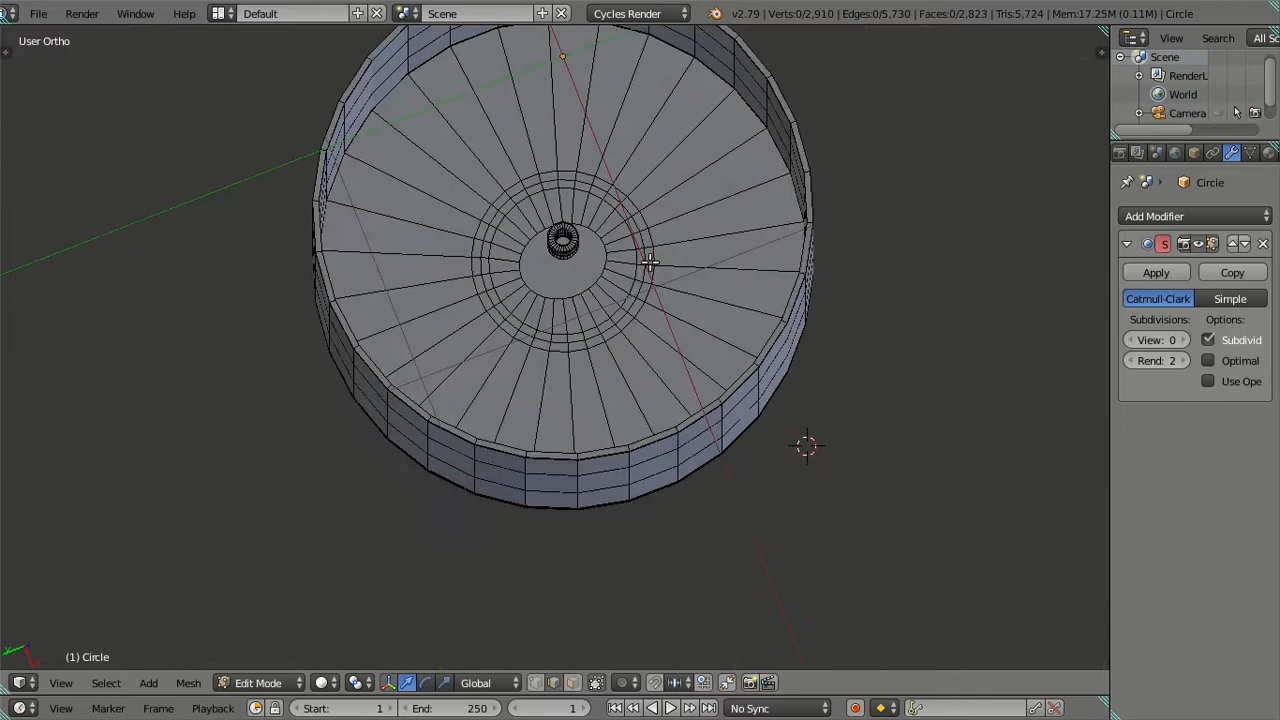 File Render Window Help Default Scene Cycles Render v2.79 | Verts:0/2,910 | Edges:0/5,730 | Faces:0/2,823 | Tris:5,724 | Mem:17.25M (0.11M) | Circle
User Ortho
View Search All Sc
Scene
RenderL
World
Camera
Circle
Add Modifier
S
Apply Copy
Catmull-Clark Simple
Subdivisions: Options:
View: 0 Subdivid
Rend: 2 Optimal
Use Ope
(1) Circle
View Select Add Mesh Edit Mode Global
View Marker Frame Playback Start: 1 End: 250 1 No Sync